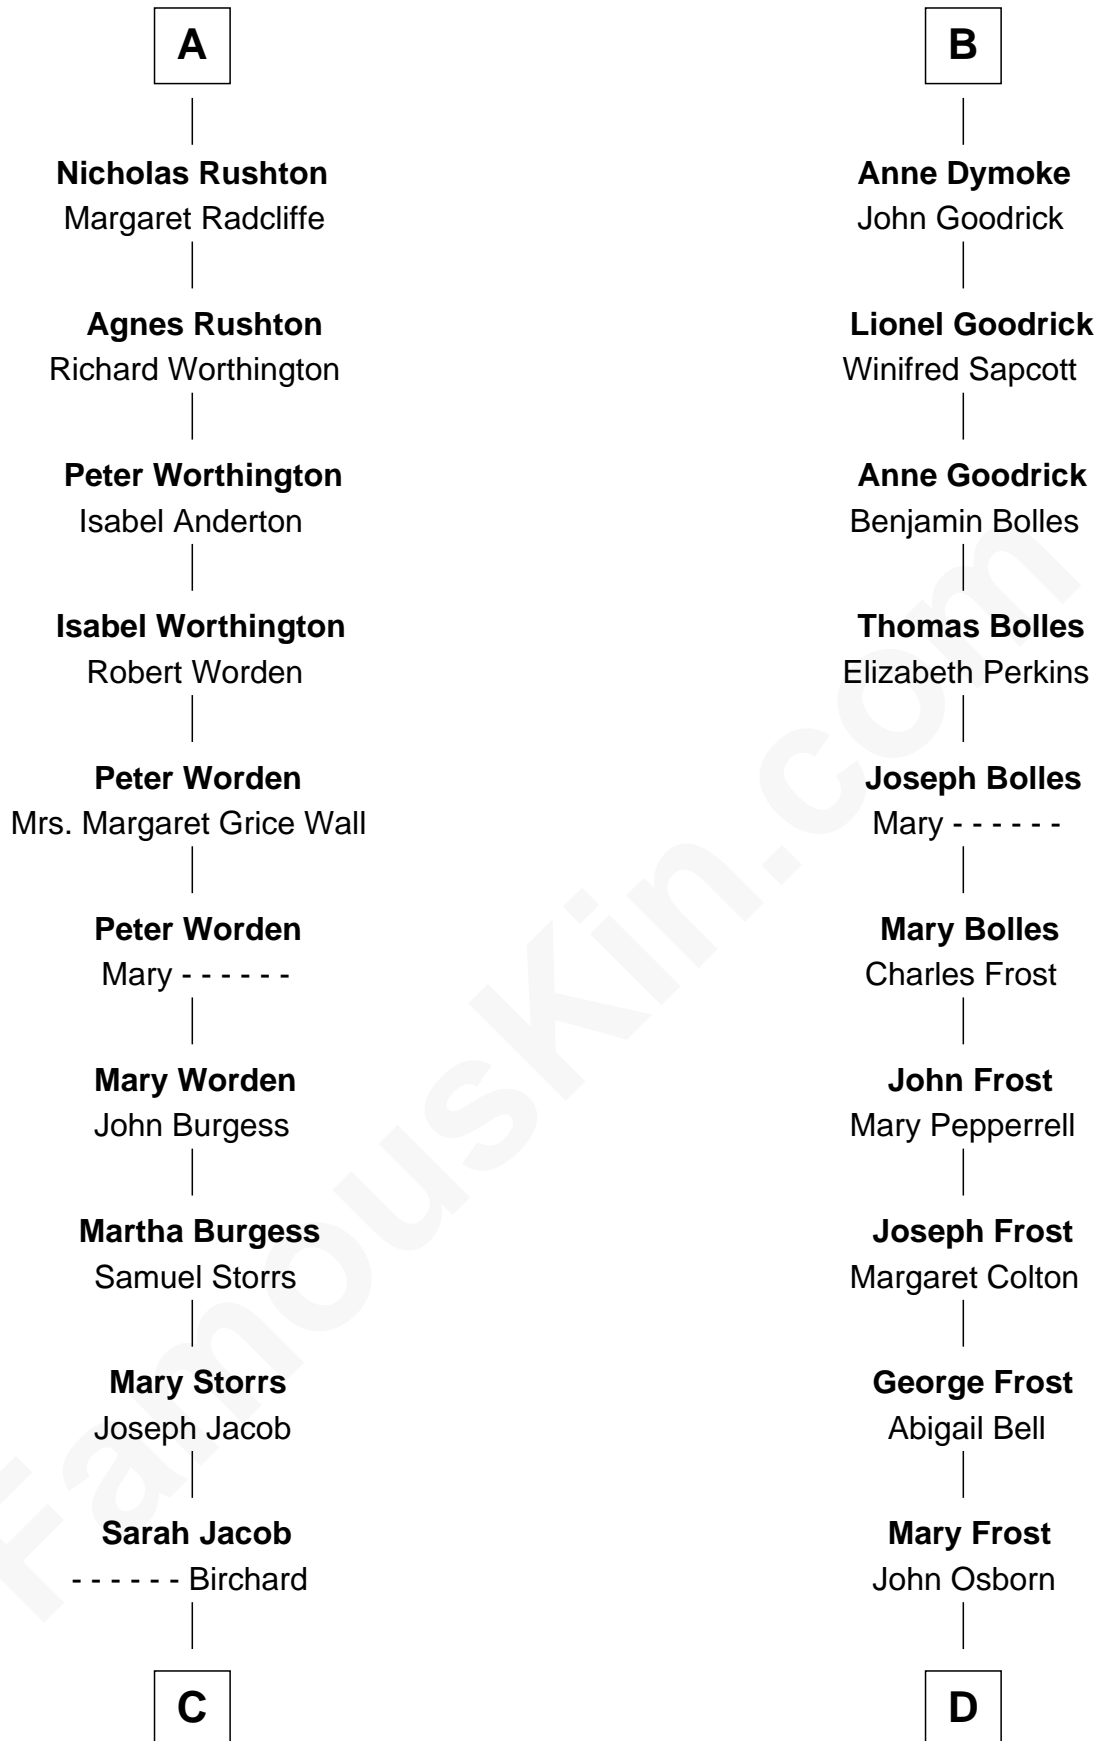 A
Nicholas Rushton
Margaret Radcliffe
Agnes Rushton
Richard Worthington
Peter Worthington
Isabel Anderton
Isabel Worthington
Robert Worden
Peter Worden
Mrs. Margaret Grice Wall
Peter Worden
Mary - - - - - -
Mary Worden
John Burgess
Martha Burgess
Samuel Storrs
Mary Storrs
Joseph Jacob
Sarah Jacob
- - - - - - Birchard
C
B
Anne Dymoke
John Goodrick
Lionel Goodrick
Winifred Sapcott
Anne Goodrick
Benjamin Bolles
Thomas Bolles
Elizabeth Perkins
Joseph Bolles
Mary - - - - - -
Mary Bolles
Charles Frost
John Frost
Mary Pepperrell
Joseph Frost
Margaret Colton
George Frost
Abigail Bell
Mary Frost
John Osborn
D
FamousKin.com